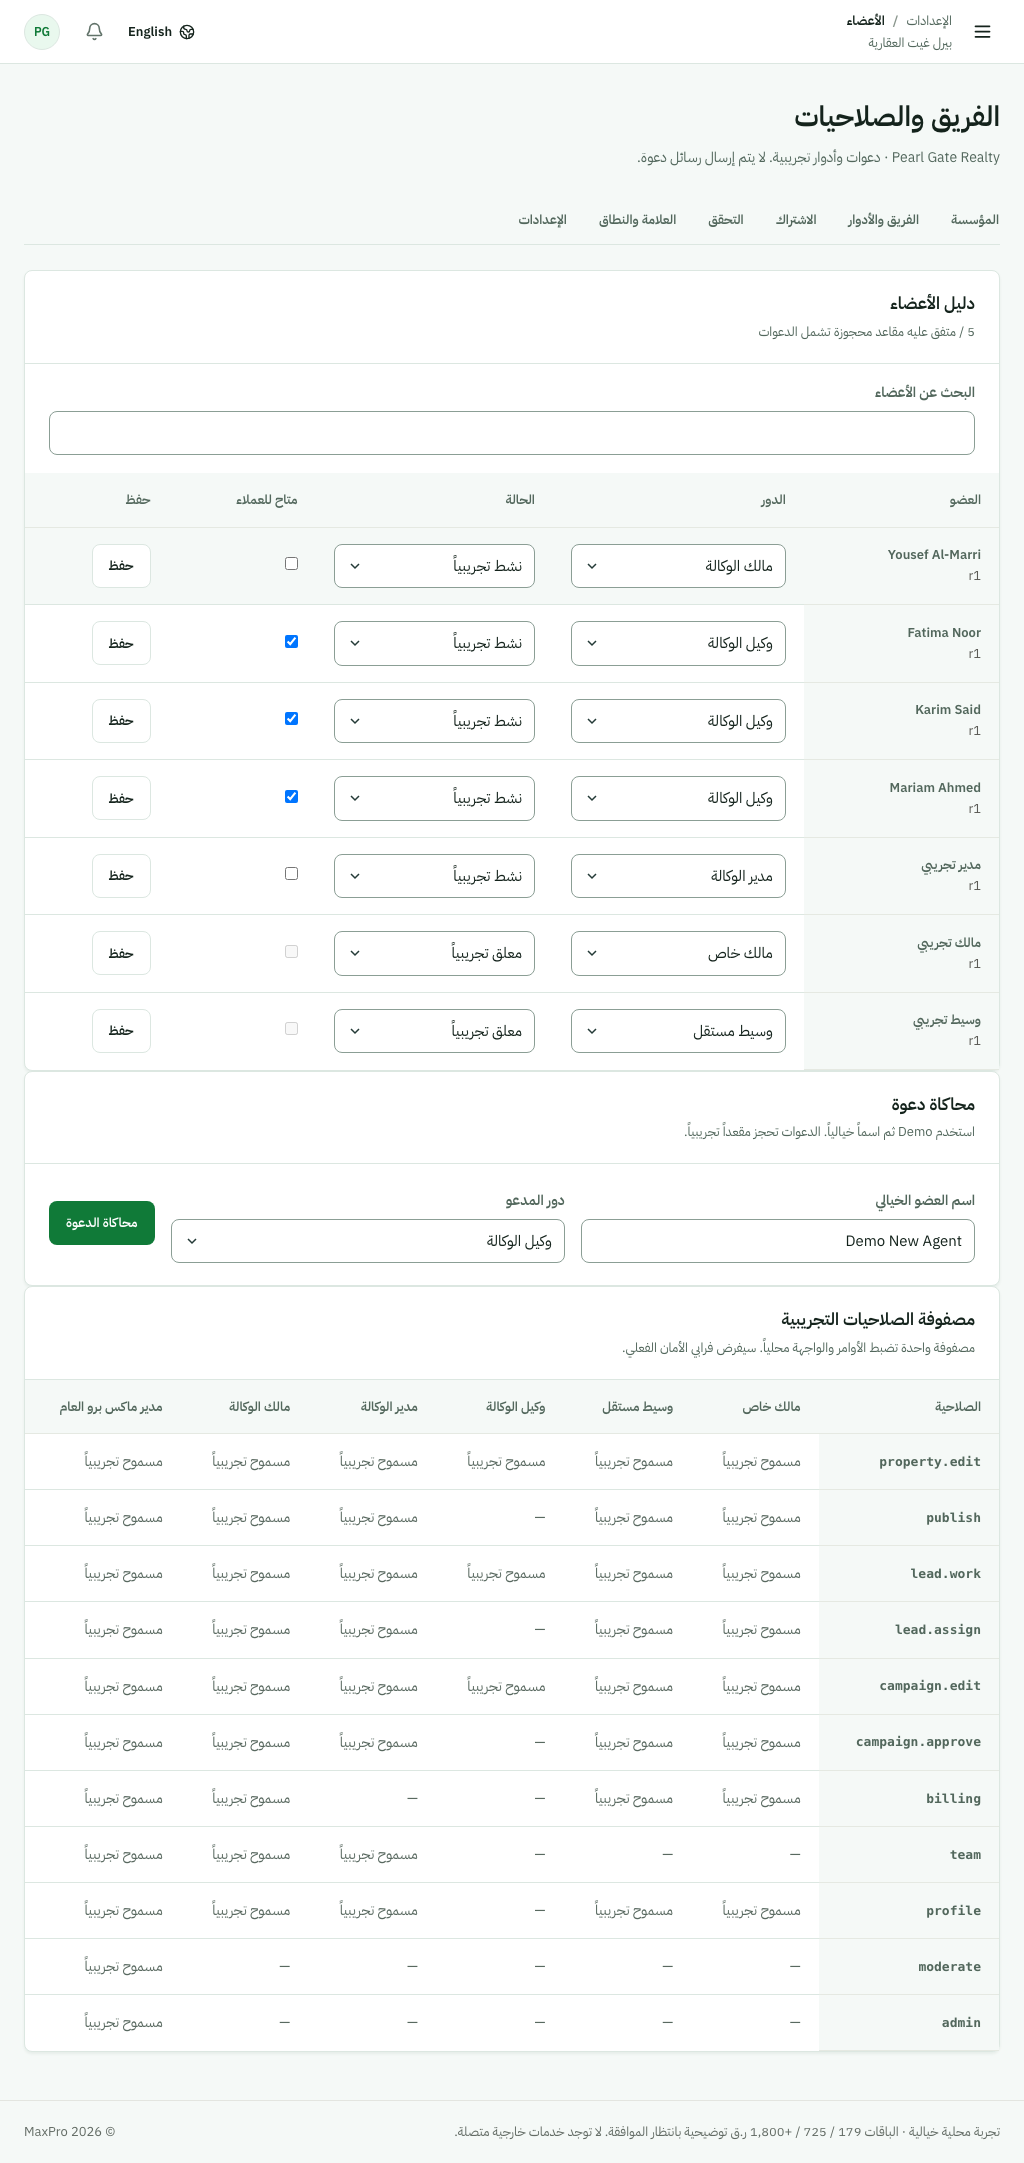 الإعدادات / الأعضاء
بيرل غيت العقارية
English
PG
الفريق والصلاحيات
Pearl Gate Realty · دعوات وأدوار تجريبية. لا يتم إرسال رسائل دعوة.
المؤسسة
الفريق والأدوار
الاشتراك
التحقق
العلامة والنطاق
الإعدادات
دليل الأعضاء
5 / متفق عليه مقاعد محجوزة تشمل الدعوات
البحث عن الأعضاء
العضو الدور الحالة متاح للعملاء حفظ
Yousef Al-Marri
r1
مالك الوكالة نشط تجريبياً حفظ
Fatima Noor
r1
وكيل الوكالة نشط تجريبياً حفظ
Karim Said
r1
وكيل الوكالة نشط تجريبياً حفظ
Mariam Ahmed
r1
وكيل الوكالة نشط تجريبياً حفظ
مدير تجريبي
r1
مدير الوكالة نشط تجريبياً حفظ
مالك تجريبي
r1
مالك خاص معلق تجريبياً حفظ
وسيط تجريبي
r1
وسيط مستقل معلق تجريبياً حفظ
محاكاة دعوة
استخدم Demo ثم اسماً خيالياً. الدعوات تحجز مقعداً تجريبياً.
اسم العضو الخيالي
Demo New Agent
دور المدعو
وكيل الوكالة
محاكاة الدعوة
مصفوفة الصلاحيات التجريبية
مصفوفة واحدة تضبط الأوامر والواجهة محلياً. سيفرض فرابي الأمان الفعلي.
الصلاحية مالك خاص وسيط مستقل وكيل الوكالة مدير الوكالة مالك الوكالة مدير ماكس برو العام
property.edit مسموح تجريبياً مسموح تجريبياً مسموح تجريبياً مسموح تجريبياً مسموح تجريبياً مسموح تجريبياً
publish مسموح تجريبياً مسموح تجريبياً — مسموح تجريبياً مسموح تجريبياً مسموح تجريبياً
lead.work مسموح تجريبياً مسموح تجريبياً مسموح تجريبياً مسموح تجريبياً مسموح تجريبياً مسموح تجريبياً
lead.assign مسموح تجريبياً مسموح تجريبياً — مسموح تجريبياً مسموح تجريبياً مسموح تجريبياً
campaign.edit مسموح تجريبياً مسموح تجريبياً مسموح تجريبياً مسموح تجريبياً مسموح تجريبياً مسموح تجريبياً
campaign.approve مسموح تجريبياً مسموح تجريبياً — مسموح تجريبياً مسموح تجريبياً مسموح تجريبياً
billing مسموح تجريبياً مسموح تجريبياً — — مسموح تجريبياً مسموح تجريبياً
team — — — مسموح تجريبياً مسموح تجريبياً مسموح تجريبياً
profile مسموح تجريبياً مسموح تجريبياً — مسموح تجريبياً مسموح تجريبياً مسموح تجريبياً
moderate — — — — — مسموح تجريبياً
admin — — — — — مسموح تجريبياً
تجربة محلية خيالية · الباقات 179 / 725 / +1,800 ر.ق توضيحية بانتظار الموافقة. لا توجد خدمات خارجية متصلة.
© 2026 MaxPro